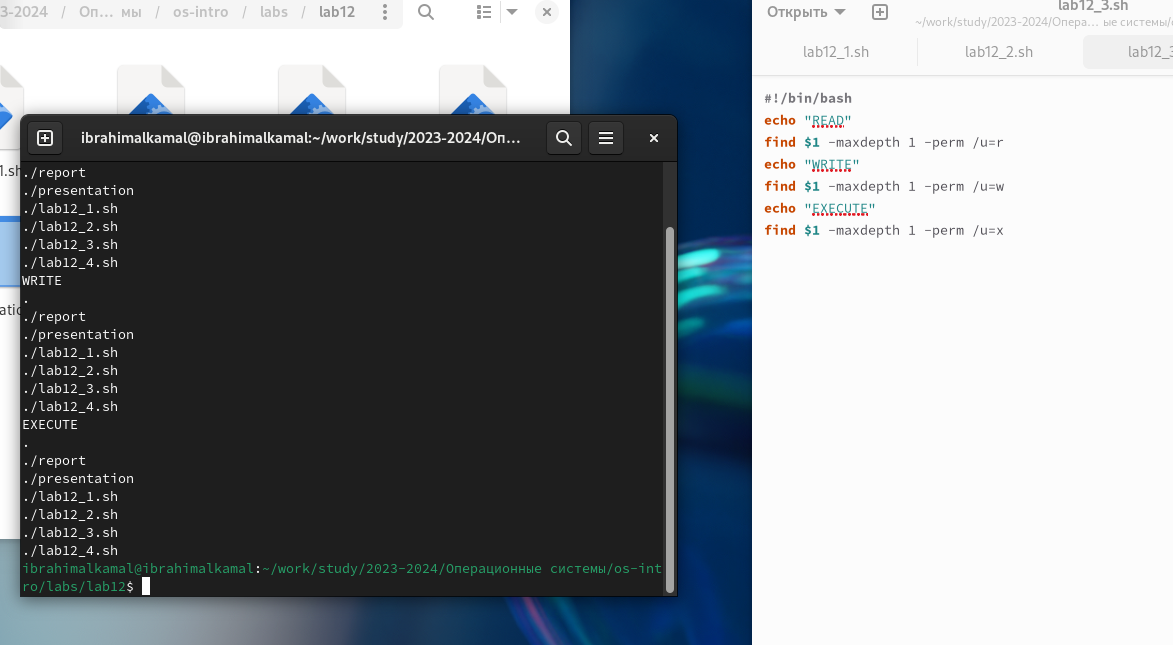 3-2024 / Оп… мы / os-intro / labs / lab12
1.sh
atio
ibrahimalkamal@ibrahimalkamal:~/work/study/2023-2024/Оп…
./report
./presentation
./lab12_1.sh
./lab12_2.sh
./lab12_3.sh
./lab12_4.sh
WRITE
.
./report
./presentation
./lab12_1.sh
./lab12_2.sh
./lab12_3.sh
./lab12_4.sh
EXECUTE
.
./report
./presentation
./lab12_1.sh
./lab12_2.sh
./lab12_3.sh
./lab12_4.sh
ibrahimalkamal@ibrahimalkamal:~/work/study/2023-2024/Операционные системы/os-int
ro/labs/lab12$
Открыть
lab12_3.sh
~/work/study/2023-2024/Опера… ые системы/
lab12_1.sh
lab12_2.sh
lab12_3
#!/bin/bash
echo "READ"
find $1 -maxdepth 1 -perm /u=r
echo "WRITE"
find $1 -maxdepth 1 -perm /u=w
echo "EXECUTE"
find $1 -maxdepth 1 -perm /u=x